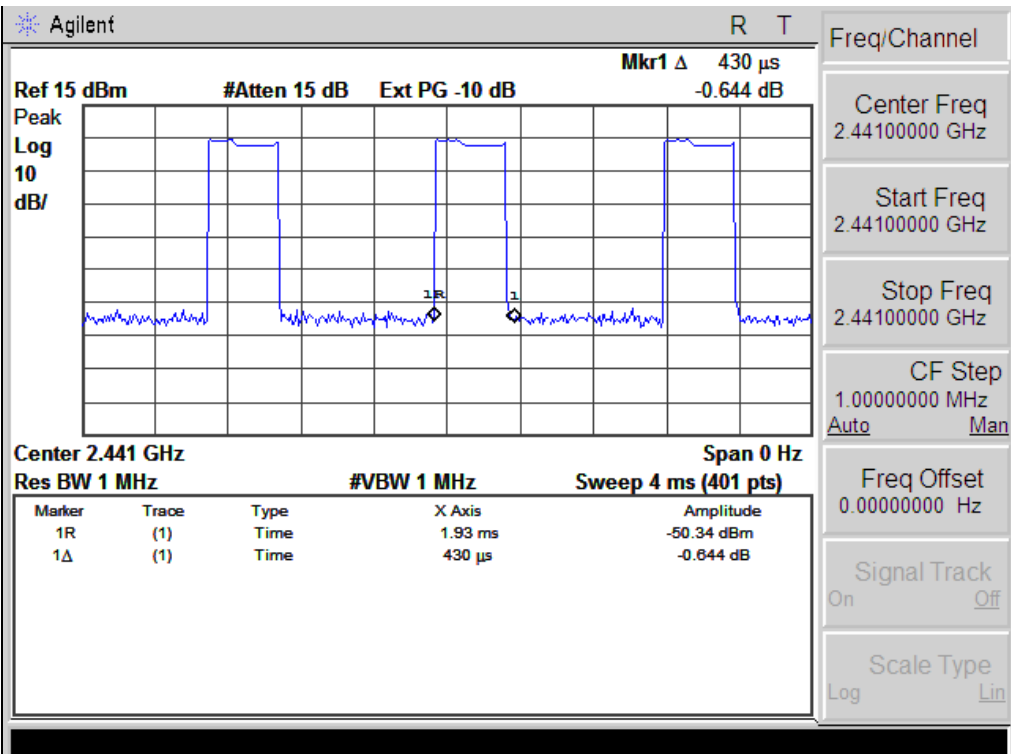 Agilent R T
Mkr1 Δ 430 μs
Ref 15 dBm #Atten 15 dB Ext PG -10 dB -0.644 dB
Peak
Log
10
dB/
1R 1
Center 2.441 GHz Span 0 Hz
Res BW 1 MHz #VBW 1 MHz Sweep 4 ms (401 pts)
Marker Trace Type X Axis Amplitude
1R (1) Time 1.93 ms -50.34 dBm
1Δ (1) Time 430 μs -0.644 dB
Freq/Channel
Center Freq
2.44100000 GHz
Start Freq
2.44100000 GHz
Stop Freq
2.44100000 GHz
CF Step
1.00000000 MHz
Auto Man
Freq Offset
0.00000000 Hz
Signal Track
On Off
Scale Type
Log Lin